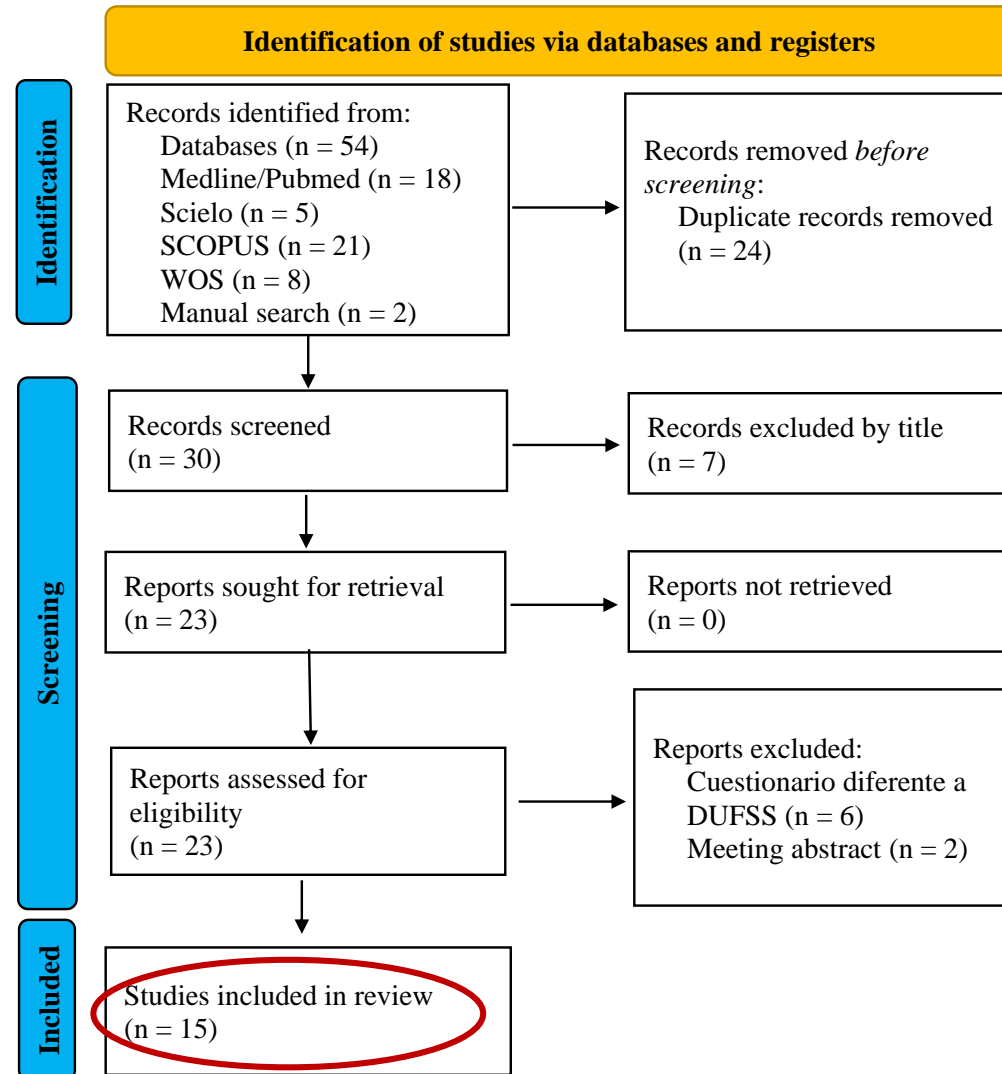 Identification of studies via databases and registers
Identification
Records identified from:
Databases (n = 54)
Medline/Pubmed (n = 18)
Scielo (n = 5)
SCOPUS (n = 21)
WOS (n = 8)
Manual search (n = 2)
Records removed before
screening:
Duplicate records removed
(n = 24)
Screening
Records screened
(n = 30)
Records excluded by title
(n = 7)
Reports sought for retrieval
(n = 23)
Reports not retrieved
(n = 0)
Reports assessed for
eligibility
(n = 23)
Reports excluded:
Cuestionario diferente a
DUFSS (n = 6)
Meeting abstract (n = 2)
Included
Studies included in review
(n = 15)